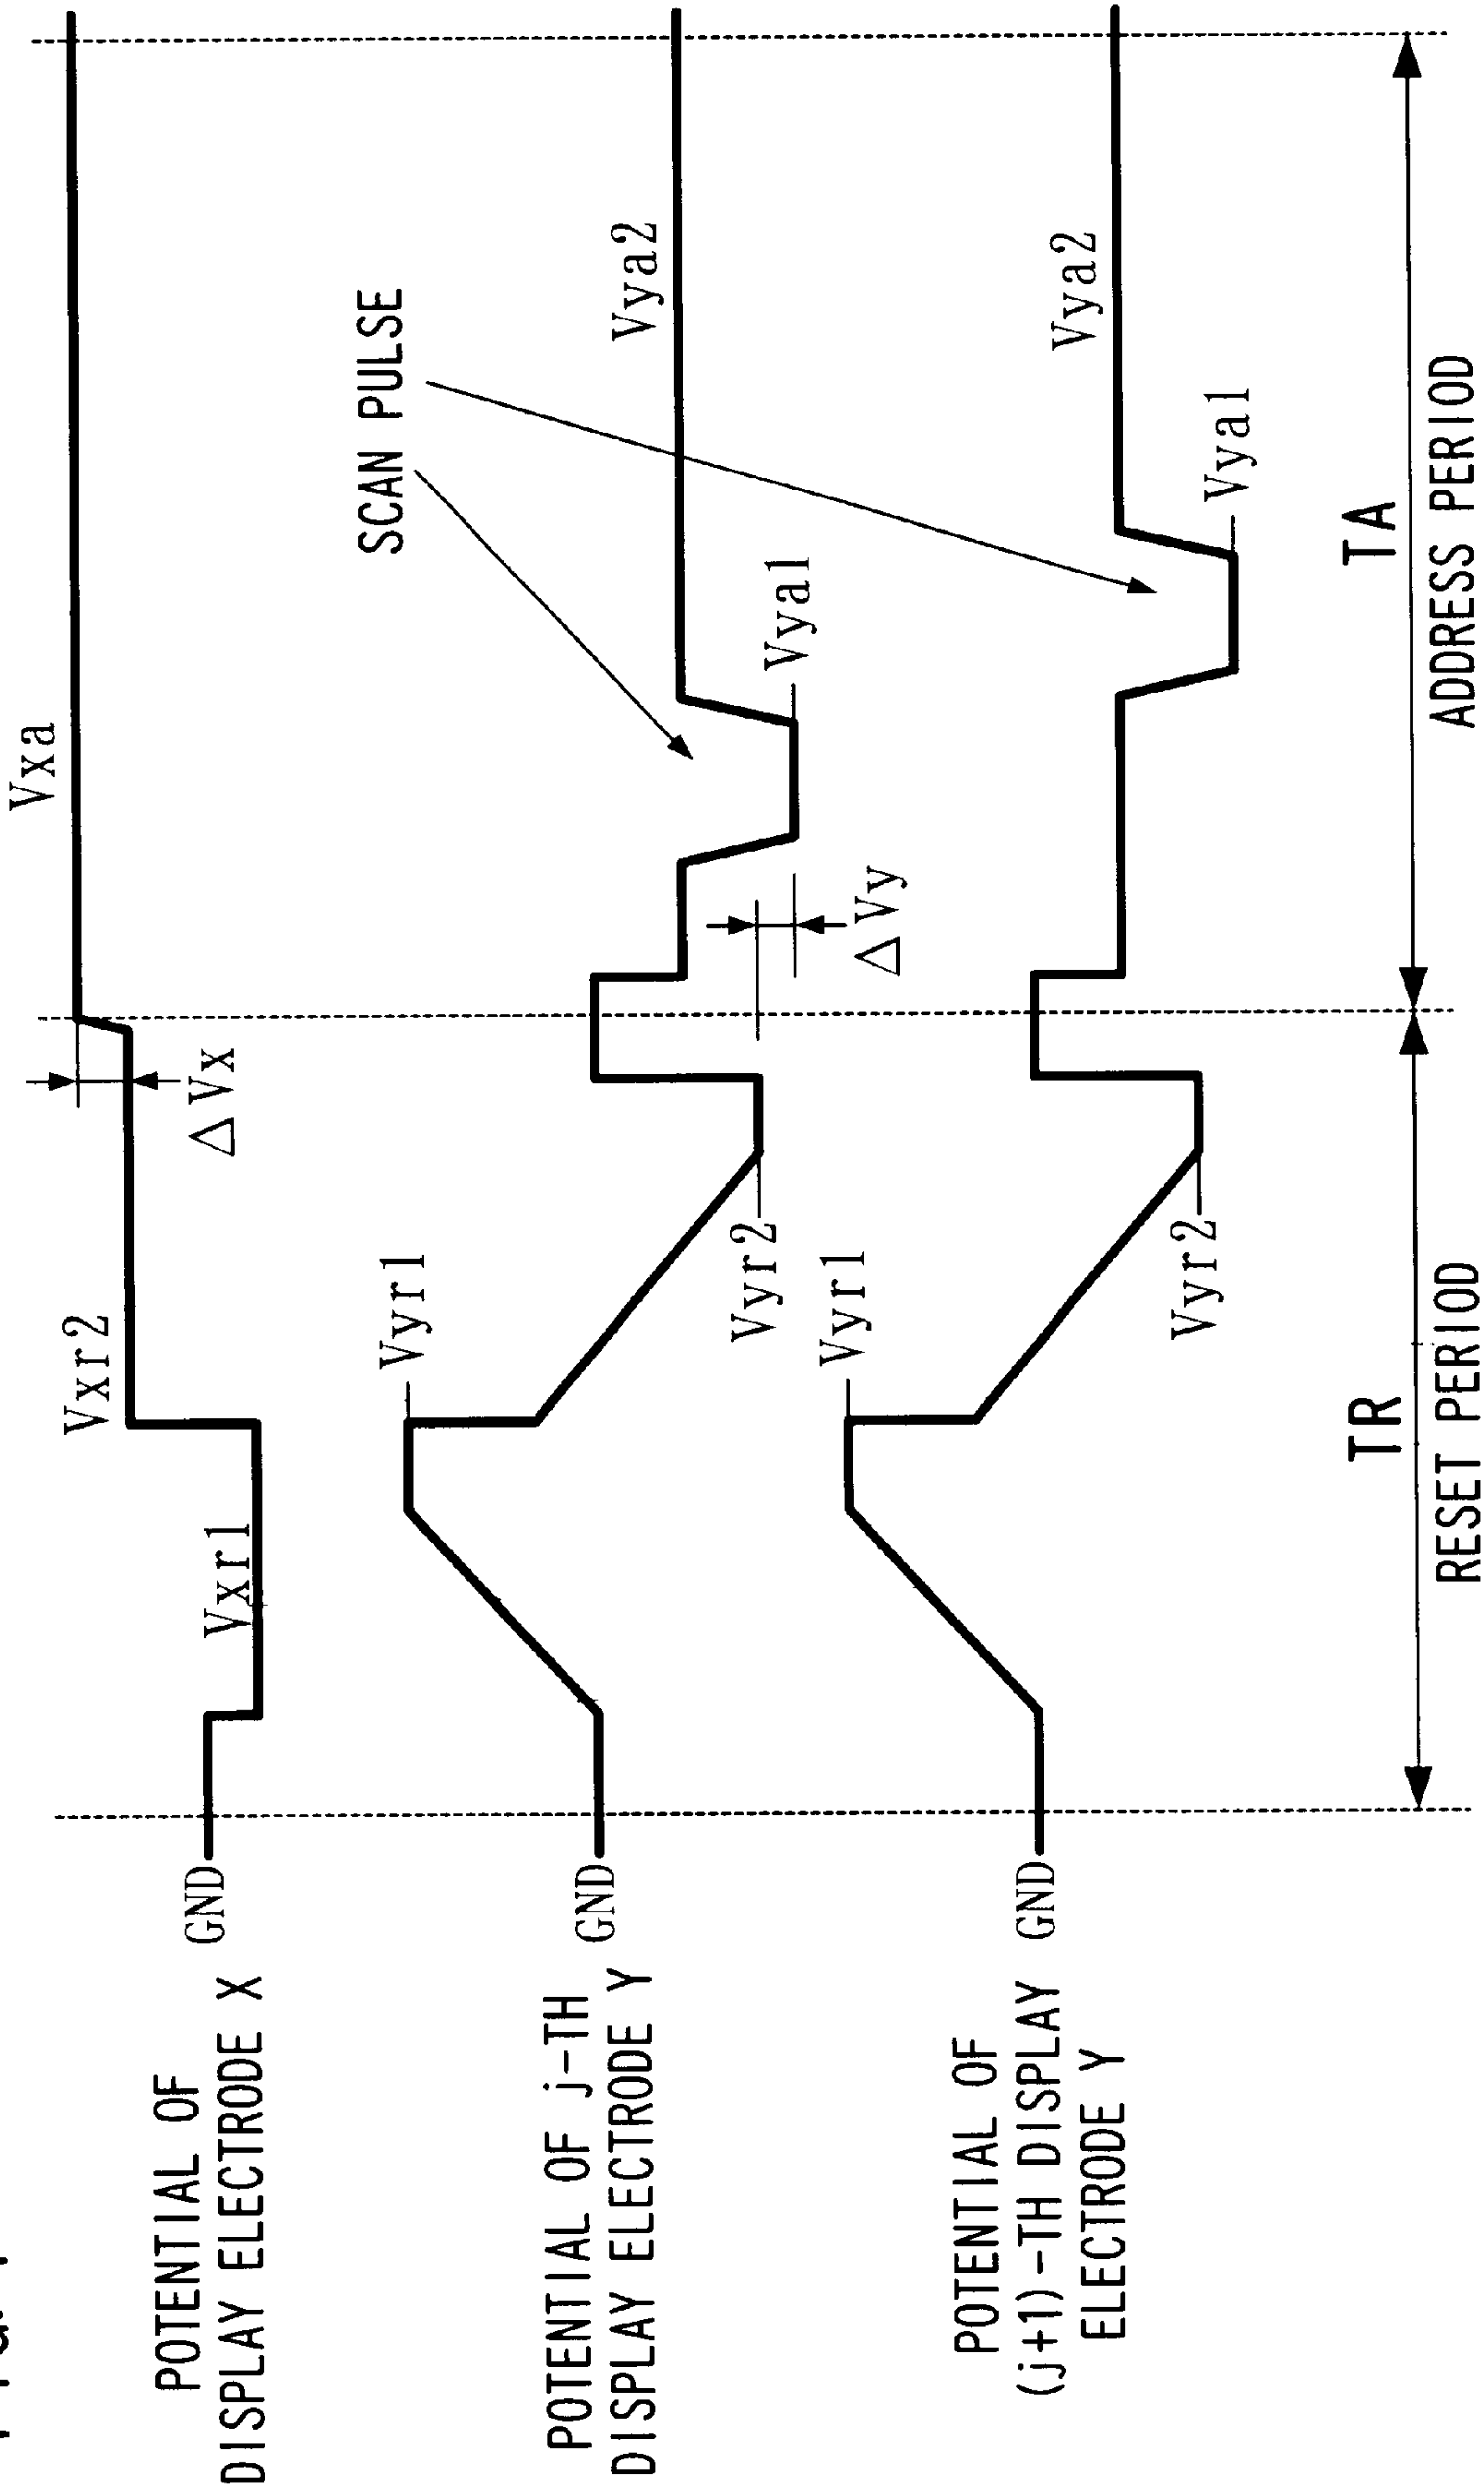 Vxa
Vxr2
ΔVx
Vxr1
GND
POTENTIAL OF
DISPLAY ELECTRODE X
SCAN PULSE
Vyr1
Vya2
Vya1
ΔVy
Vyr2
GND
POTENTIAL OF j-TH
DISPLAY ELECTRODE Y
Vyr1
Vya2
Vya1
Vyr2
GND
POTENTIAL OF
(j+1)-TH DISPLAY
ELECTRODE Y
TR
RESET PERIOD
TA
ADDRESS PERIOD